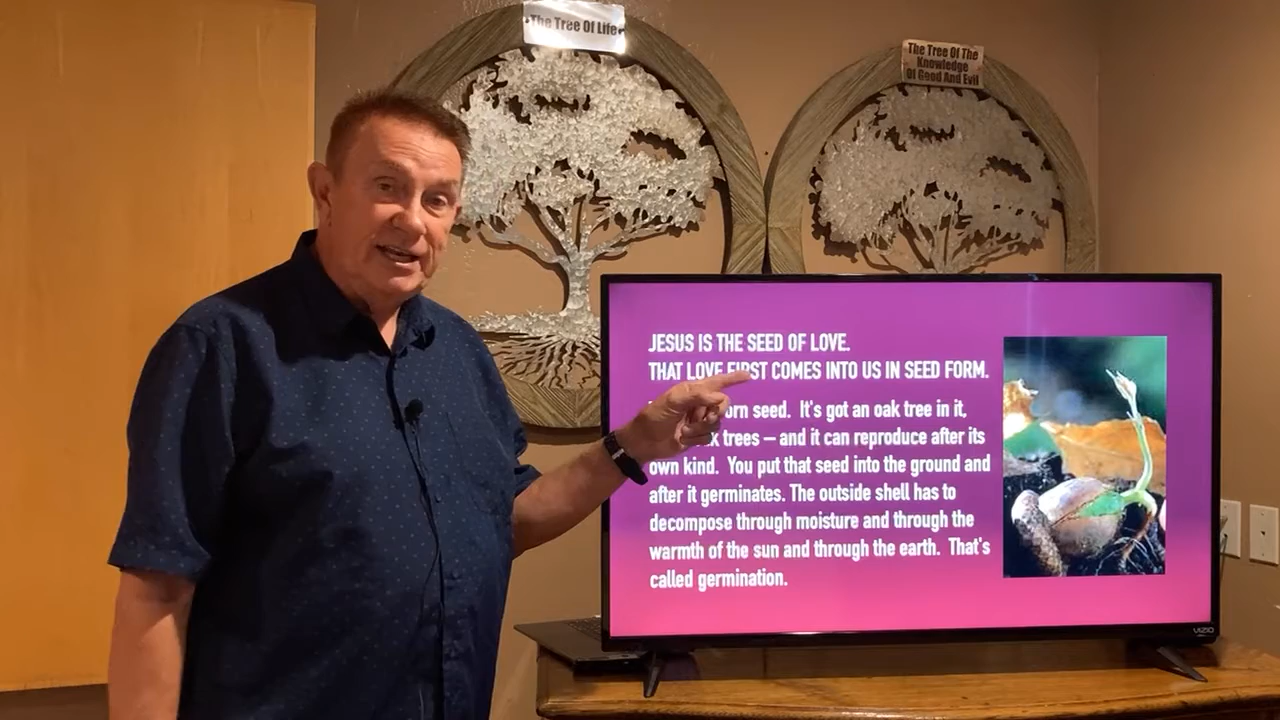 The Tree Of Life
The Tree Of The
Knowledge
Of Good And Evil
JESUS IS THE SEED OF LOVE.
THAT LOVE FIRST COMES INTO US IN SEED FORM.
seed. It's got an oak tree in it,
trees – and it can reproduce after its
own kind. You put that seed into the ground and
after it germinates. The outside shell has to
decompose through moisture and through the
warmth of the sun and through the earth. That's
called germination.
VIZIO